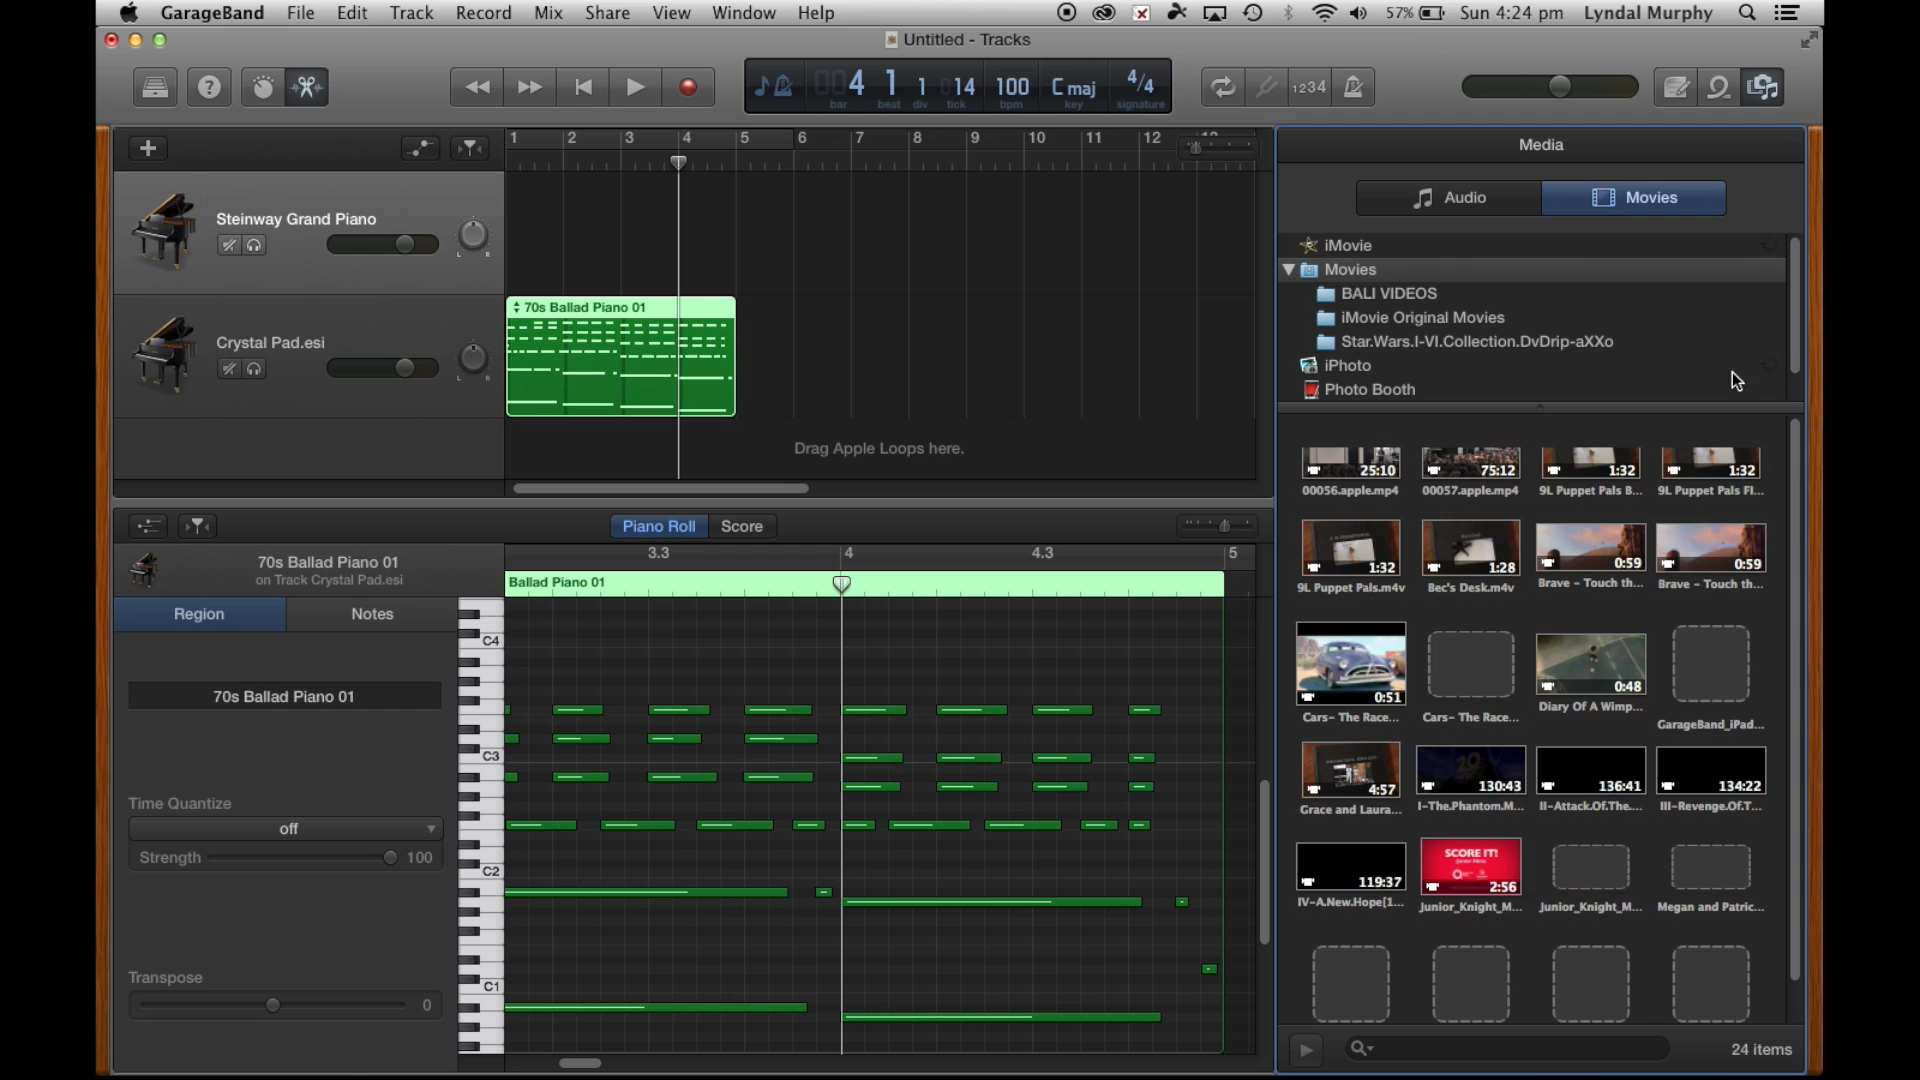 GarageBand File Edit Track Record Mix Share View Window Help 57% Sun 4:24 pm Lyndal Murphy
Untitled - Tracks
004 1 1 014 100 C maj 4/4
bar beat div tick bpm key signature
1234
1 2 3 4 5 6 7 8 9 10 11 12
Steinway Grand Piano
L R
70s Ballad Piano 01
Crystal Pad.esi
L R
Drag Apple Loops here.
Piano Roll Score
70s Ballad Piano 01
on Track Crystal Pad.esi
3.3 4 4.3 5
Ballad Piano 01
Region Notes
70s Ballad Piano 01
Time Quantize
off
Strength 100
Transpose
0
C4
C3
C2
C1
Media
Audio Movies
iMovie
Movies
BALI VIDEOS
iMovie Original Movies
Star.Wars.I-VI.Collection.DvDrip-aXXo
iPhoto
Photo Booth
25:10 75:12 1:32 1:32
00056.apple.mp4 00057.apple.mp4 9L Puppet Pals B... 9L Puppet Pals Fl...
1:32 1:28 0:59 0:59
9L Puppet Pals.m4v Bec's Desk.m4v Brave - Touch th... Brave - Touch th...
0:51 0:48
Cars- The Race... Cars- The Race... Diary Of A Wimp... GarageBand_iPad...
4:57 130:43 136:41 134:22
Grace and Laura... I-The.Phantom.M... II-Attack.Of.The.... III-Revenge.Of.T...
SCORE IT!
119:37 2:56
IV-A.New.Hope[1... Junior_Knight_M... Junior_Knight_M... Megan and Patric...
24 items